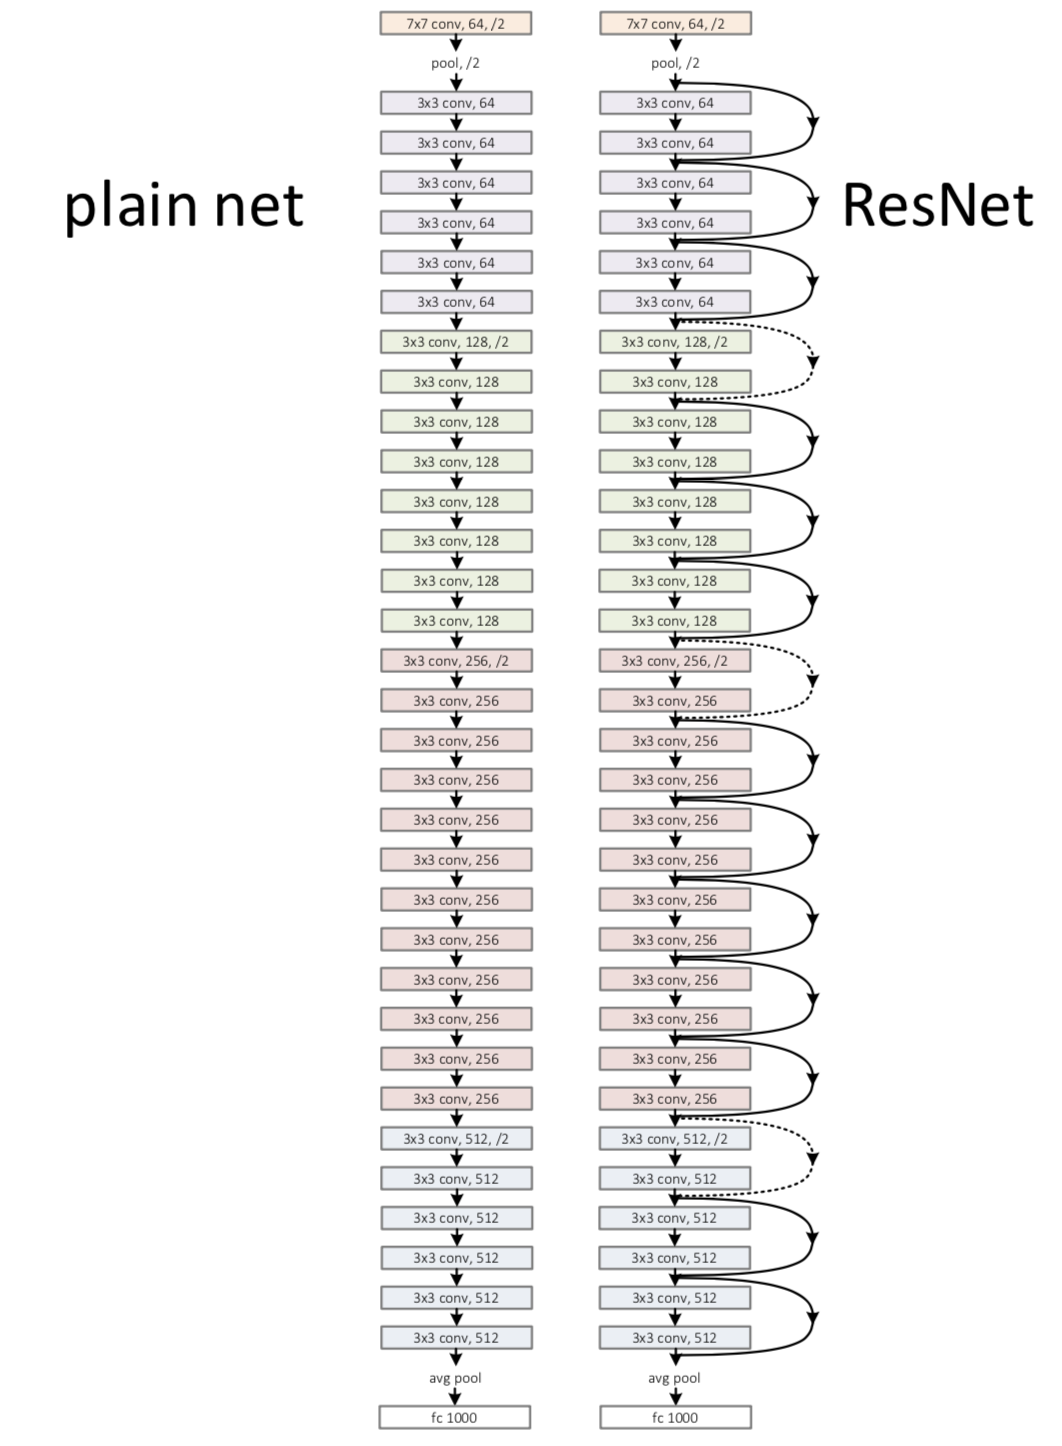 plain net
7x7 conv, 64, /2
pool, /2
3x3 conv, 64
3x3 conv, 64
3x3 conv, 64
3x3 conv, 64
3x3 conv, 64
3x3 conv, 64
3x3 conv, 128, /2
3x3 conv, 128
3x3 conv, 128
3x3 conv, 128
3x3 conv, 128
3x3 conv, 128
3x3 conv, 128
3x3 conv, 128
3x3 conv, 256, /2
3x3 conv, 256
3x3 conv, 256
3x3 conv, 256
3x3 conv, 256
3x3 conv, 256
3x3 conv, 256
3x3 conv, 256
3x3 conv, 256
3x3 conv, 256
3x3 conv, 256
3x3 conv, 256
3x3 conv, 512, /2
3x3 conv, 512
3x3 conv, 512
3x3 conv, 512
3x3 conv, 512
3x3 conv, 512
avg pool
fc 1000
ResNet
7x7 conv, 64, /2
pool, /2
3x3 conv, 64
3x3 conv, 64
3x3 conv, 64
3x3 conv, 64
3x3 conv, 64
3x3 conv, 64
3x3 conv, 128, /2
3x3 conv, 128
3x3 conv, 128
3x3 conv, 128
3x3 conv, 128
3x3 conv, 128
3x3 conv, 128
3x3 conv, 128
3x3 conv, 256, /2
3x3 conv, 256
3x3 conv, 256
3x3 conv, 256
3x3 conv, 256
3x3 conv, 256
3x3 conv, 256
3x3 conv, 256
3x3 conv, 256
3x3 conv, 256
3x3 conv, 256
3x3 conv, 256
3x3 conv, 512, /2
3x3 conv, 512
3x3 conv, 512
3x3 conv, 512
3x3 conv, 512
3x3 conv, 512
avg pool
fc 1000